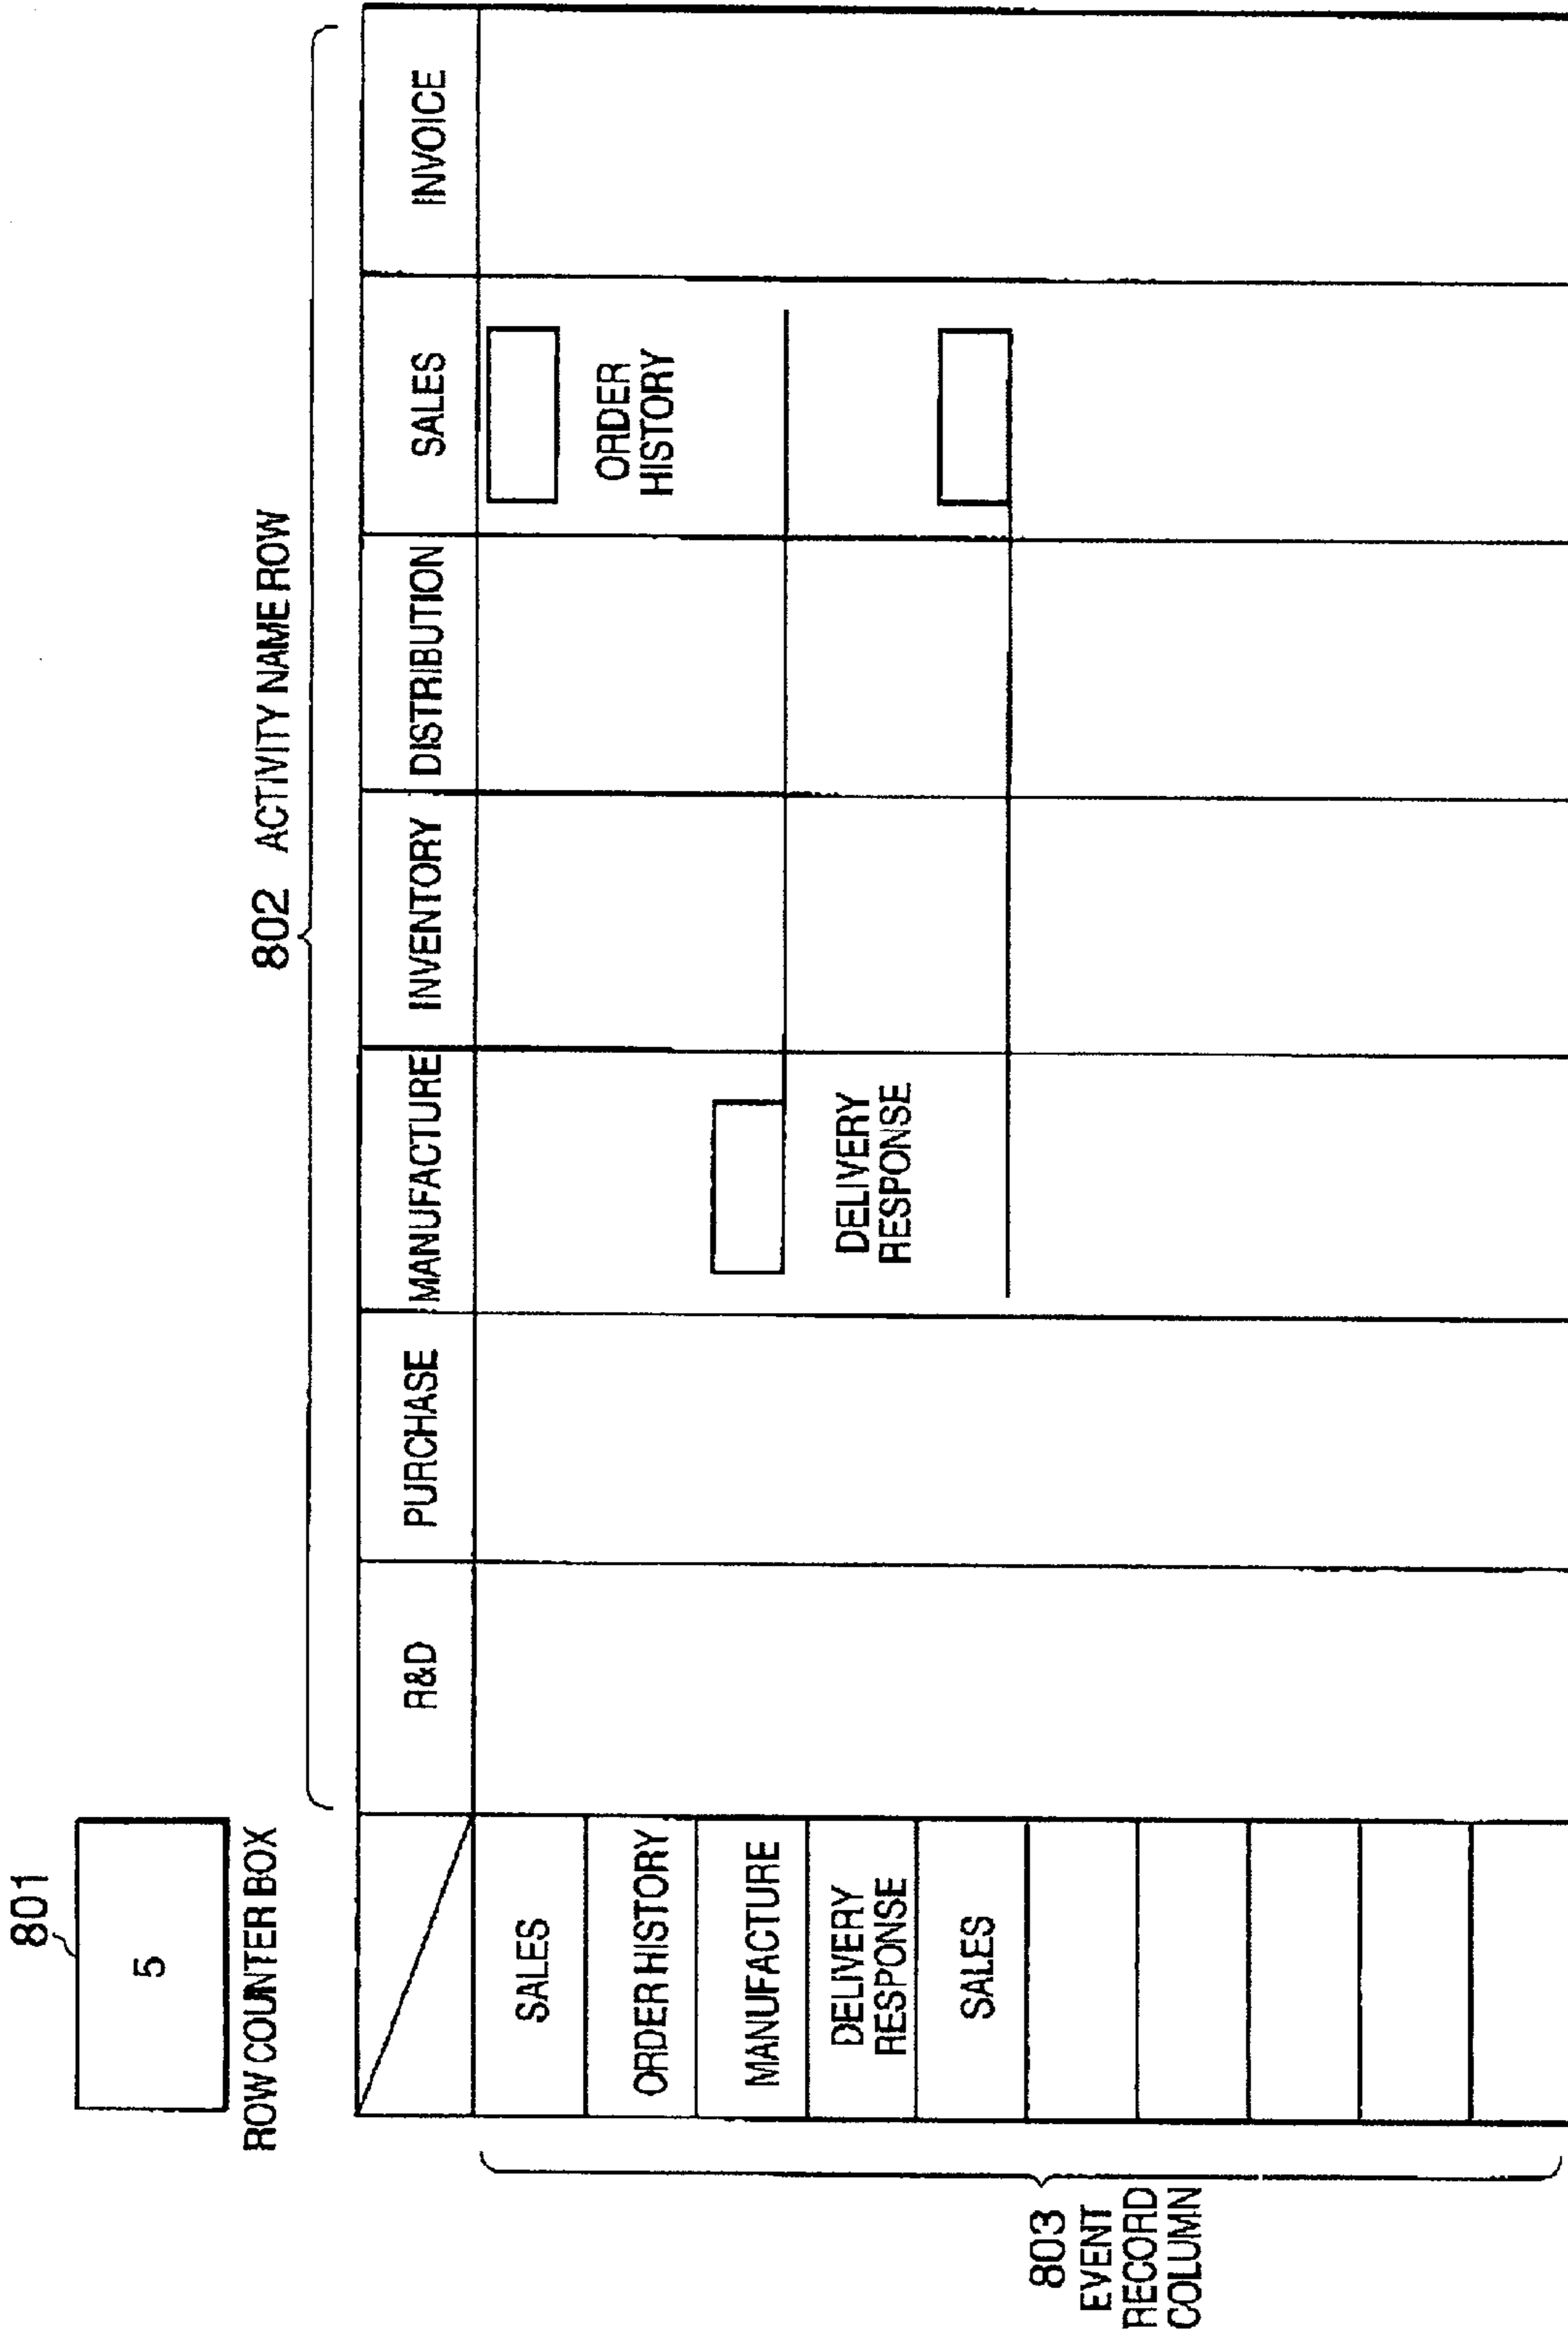 801
5
ROW COUNTER BOX
802 ACTIVITY NAME ROW
R&D
PURCHASE
MANUFACTURE
INVENTORY
DISTRIBUTION
SALES
INVOICE
SALES
ORDER HISTORY
MANUFACTURE
DELIVERY
RESPONSE
SALES
ORDER
HISTORY
DELIVERY
RESPONSE
803
EVENT
RECORD
COLUMN